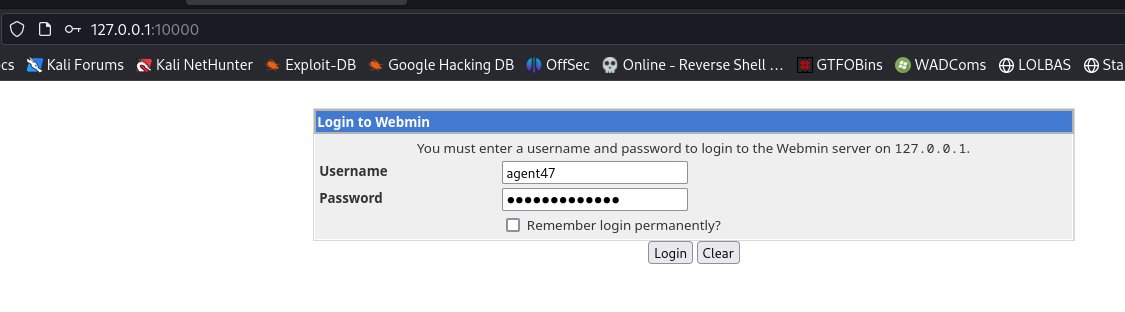 127.0.0.1:10000
cs Kali Forums Kali NetHunter Exploit-DB Google Hacking DB OffSec Online - Reverse Shell ... GTFOBins WADComs LOLBAS Sta
Login to Webmin
You must enter a username and password to login to the Webmin server on 127.0.0.1.
Username agent47
Password ●●●●●●●●●●●●●
Remember login permanently?
Login Clear